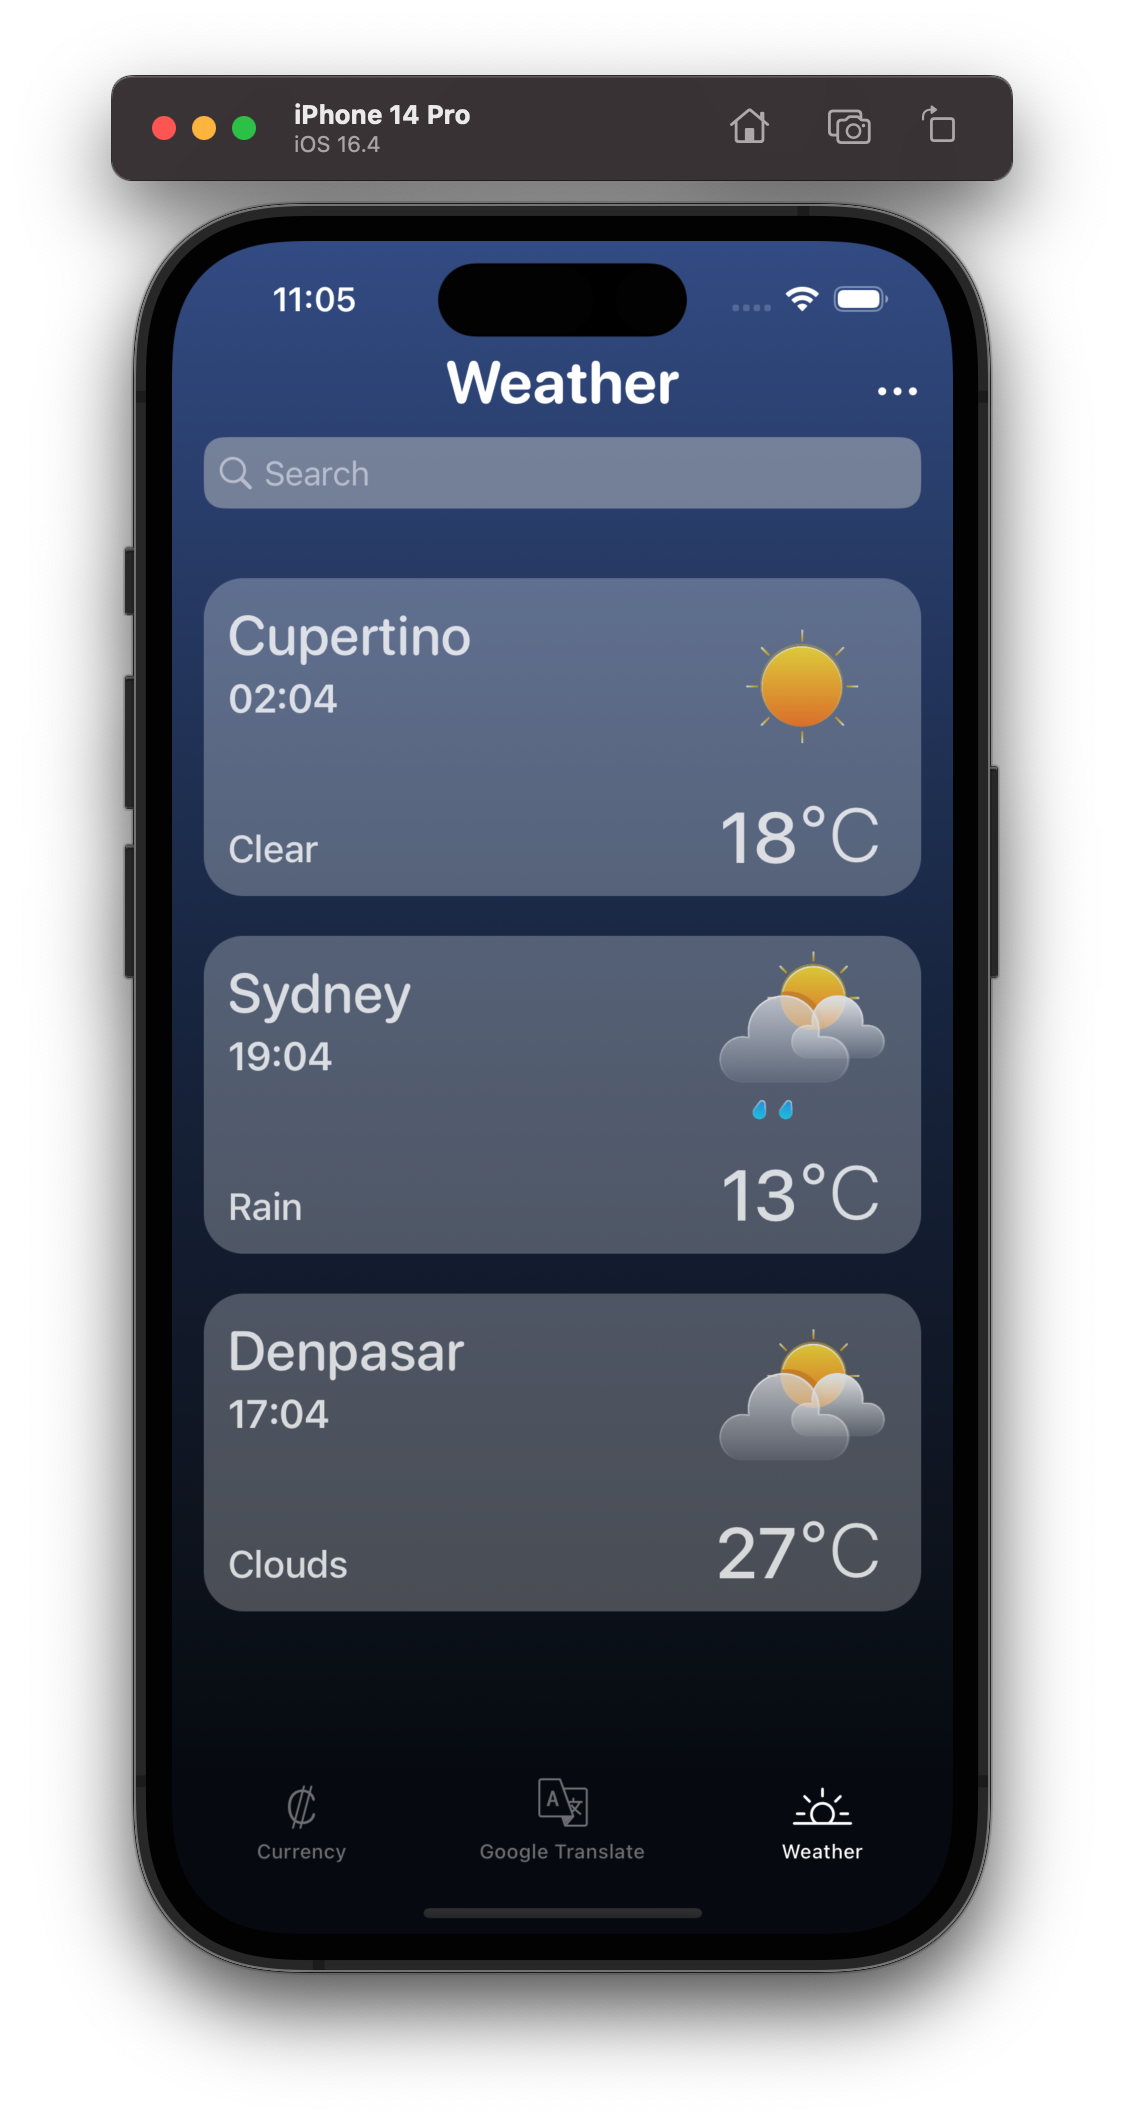 iPhone 14 Pro
iOS 16.4
11:05
Weather
Search
Cupertino
02:04
Clear
18°C
Sydney
19:04
Rain
13°C
Denpasar
17:04
Clouds
27°C
Currency
A 文
Google Translate
Weather